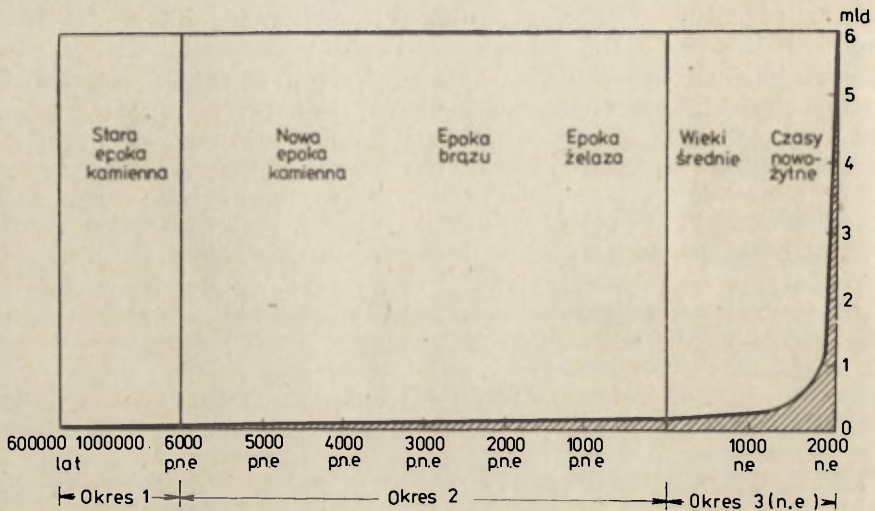 mld
6
5
4
3
2
1
0
Stara
epoka
kamienna
Nowa
epoka
kamienna
Epoka
brązu
Epoka
żelaza
Wieki
średnie
Czasy
nowo-
żytne
600000 1000000 6000 5000 4000 3000 2000 1000 1000 2000
lat p.n.e p.n.e p.n.e p.n.e p.n.e p.n.e n.e n.e
Okres 1 Okres 2 Okres 3 (n.e)